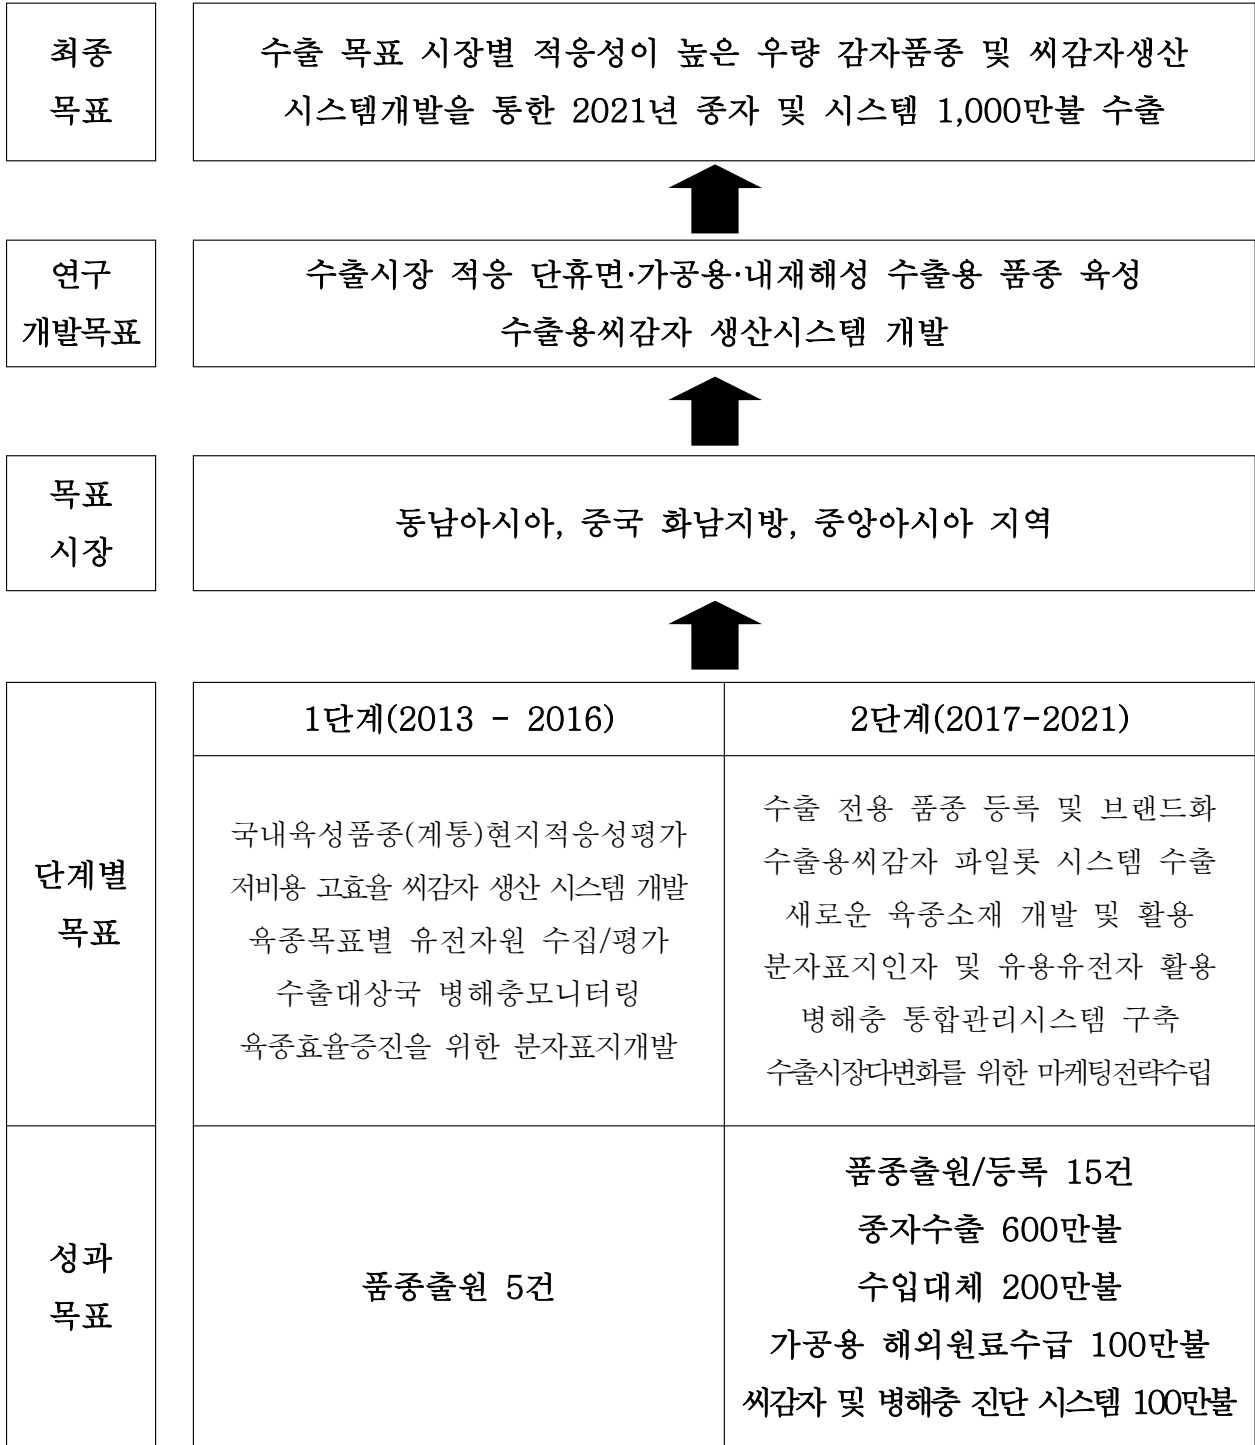 최종
목표
수출 목표 시장별 적응성이 높은 우량 감자품종 및 씨감자생산
시스템개발을 통한 2021년 종자 및 시스템 1,000만불 수출
연구
개발목표
수출시장 적응 단휴면·가공용·내재해성 수출용 품종 육성
수출용씨감자 생산시스템 개발
목표
시장
동남아시아, 중국 화남지방, 중앙아시아 지역
단계별
목표
1단계(2013 - 2016)
국내육성품종(계통)현지적응성평가
저비용 고효율 씨감자 생산 시스템 개발
육종목표별 유전자원 수집/평가
수출대상국 병해충모니터링
육종효율증진을 위한 분자표지개발
2단계(2017-2021)
수출 전용 품종 등록 및 브랜드화
수출용씨감자 파일롯 시스템 수출
새로운 육종소재 개발 및 활용
분자표지인자 및 유용유전자 활용
병해충 통합관리시스템 구축
수출시장다변화를 위한 마케팅전략수립
성과
목표
품종출원 5건
품종출원/등록 15건
종자수출 600만불
수입대체 200만불
가공용 해외원료수급 100만불
씨감자 및 병해충 진단 시스템 100만불